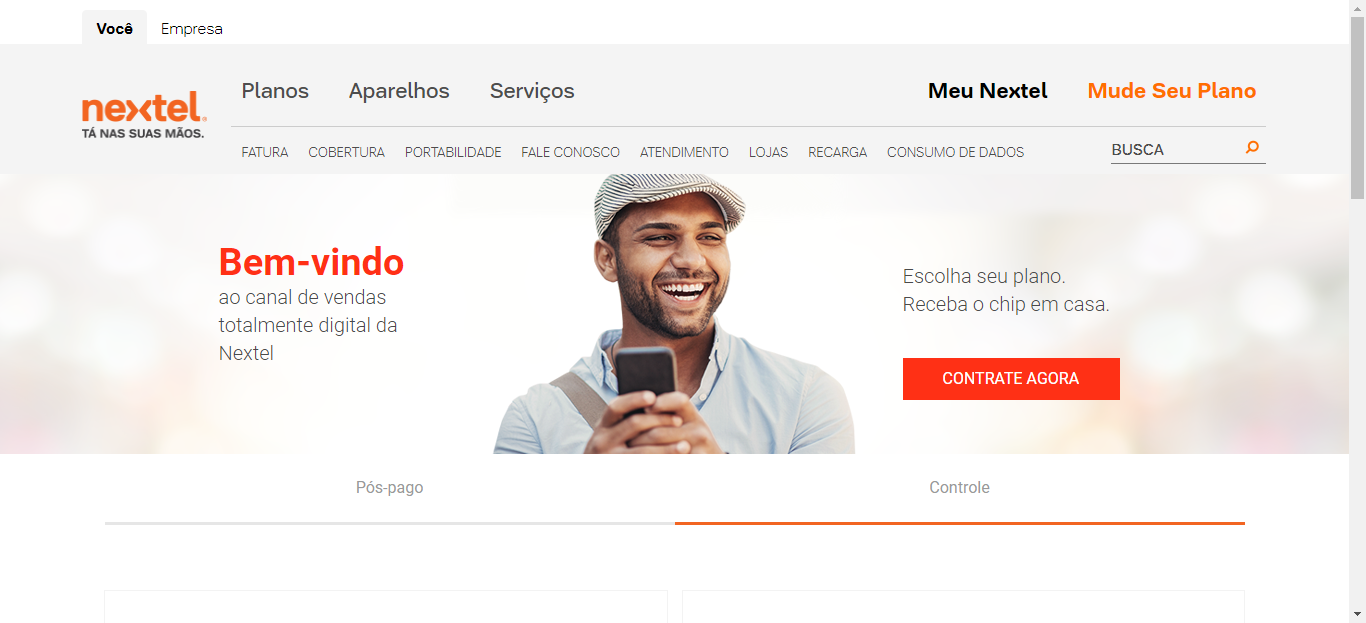 Você Empresa
nextel
TÁ NAS SUAS MÃOS.
Planos Aparelhos Serviços Meu Nextel Mude Seu Plano
FATURA COBERTURA PORTABILIDADE FALE CONOSCO ATENDIMENTO LOJAS RECARGA CONSUMO DE DADOS BUSCA
Bem-vindo
ao canal de vendas
totalmente digital da
Nextel
Escolha seu plano.
Receba o chip em casa.
CONTRATE AGORA
Pós-pago Controle